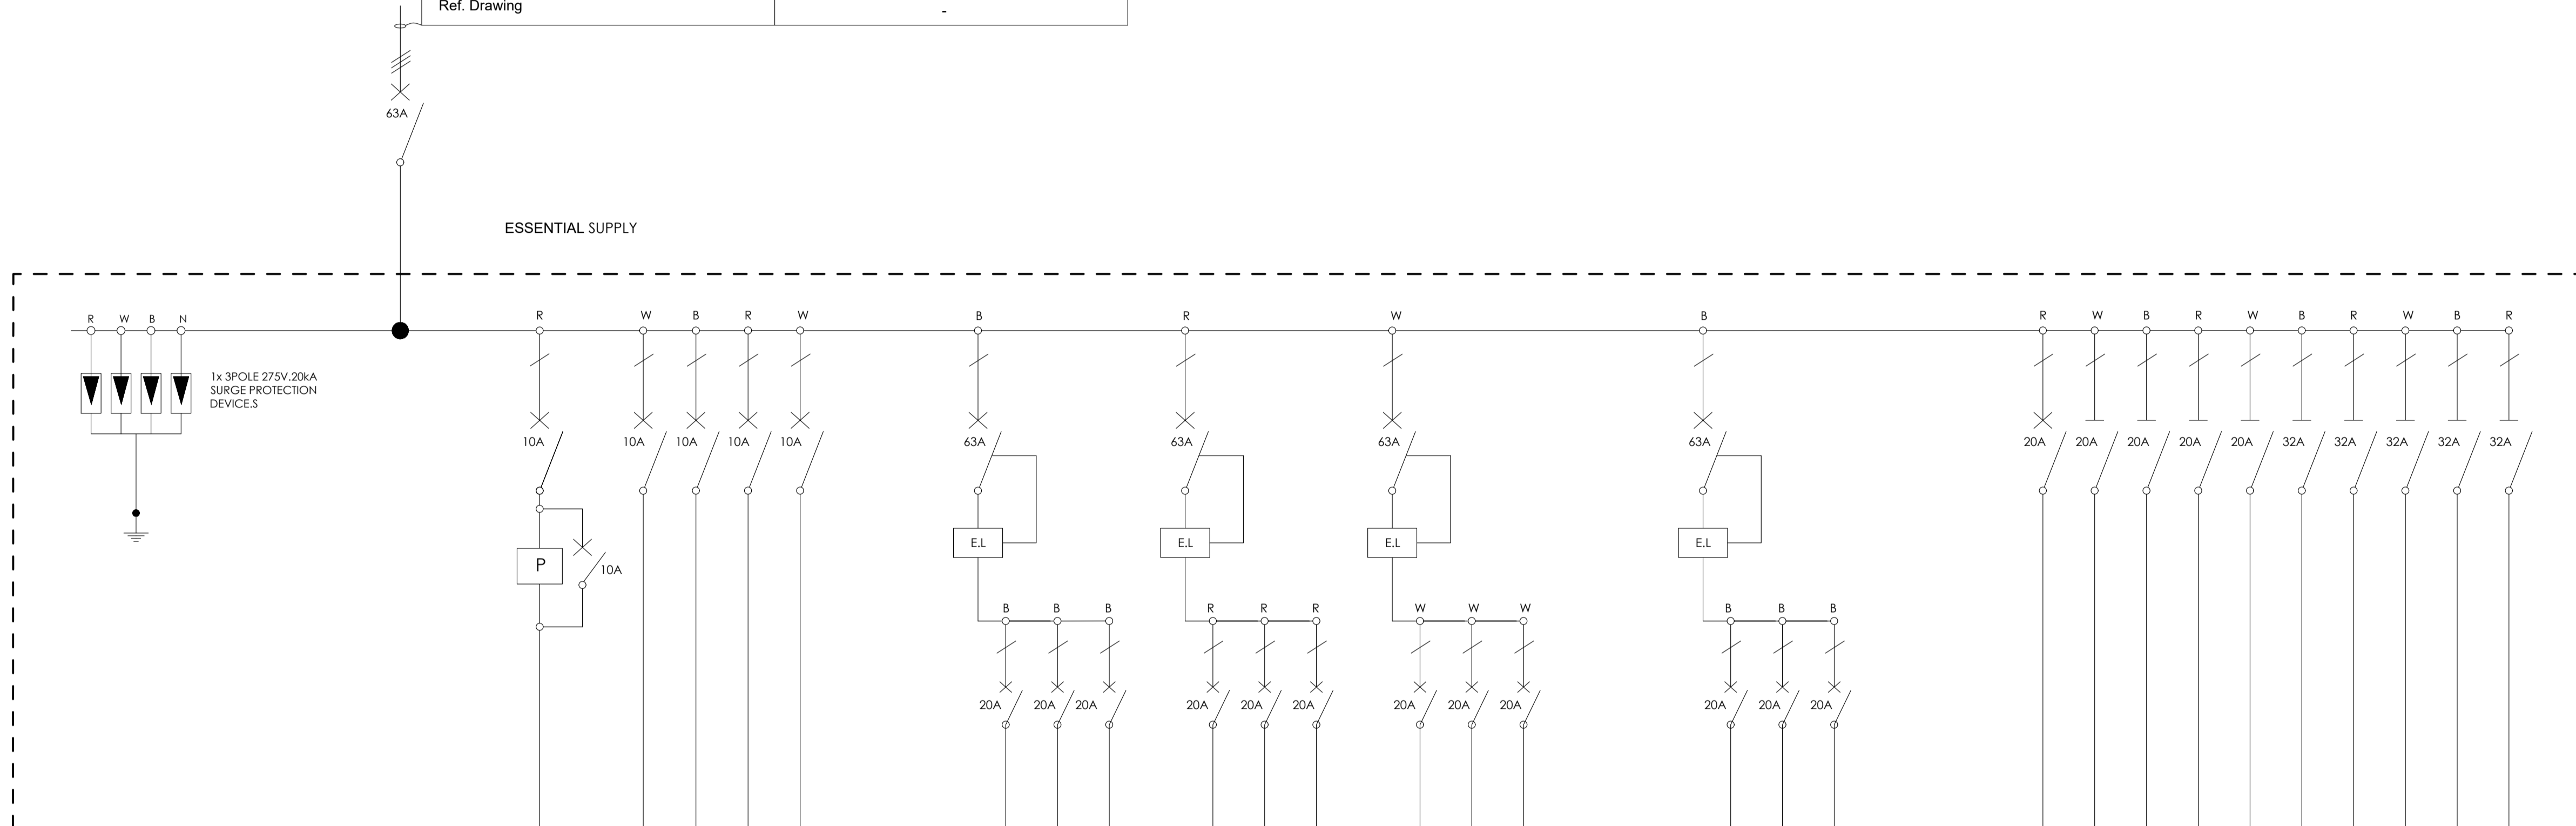 Ref. Drawing -
63A
ESSENTIAL SUPPLY
R W B N R W B R W B R W B R W B R W B R W B R
1x 3POLE 275V.20kA
SURGE PROTECTION
DEVICE.S
10A 10A 10A 10A 10A 63A 63A 63A 63A 20A 20A 20A 20A 20A 32A 32A 32A 32A 32A
E.L E.L E.L E.L
P 10A
B B B R R R W W W B B B
20A 20A 20A 20A 20A 20A 20A 20A 20A 20A 20A 20A